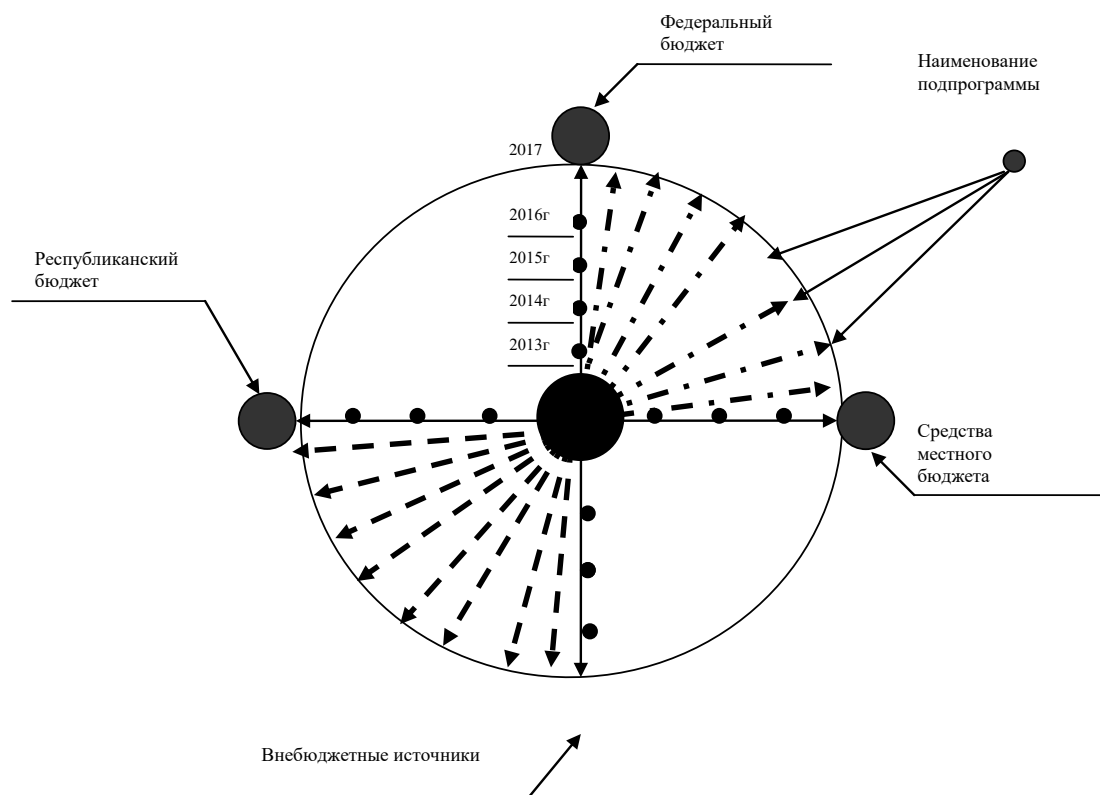 Федеральный
бюджет
Наименование
подпрограммы
2017
2016г
2015г
2014г
2013г
Республиканский
бюджет
Средства
местного
бюджета
Внебюджетные источники